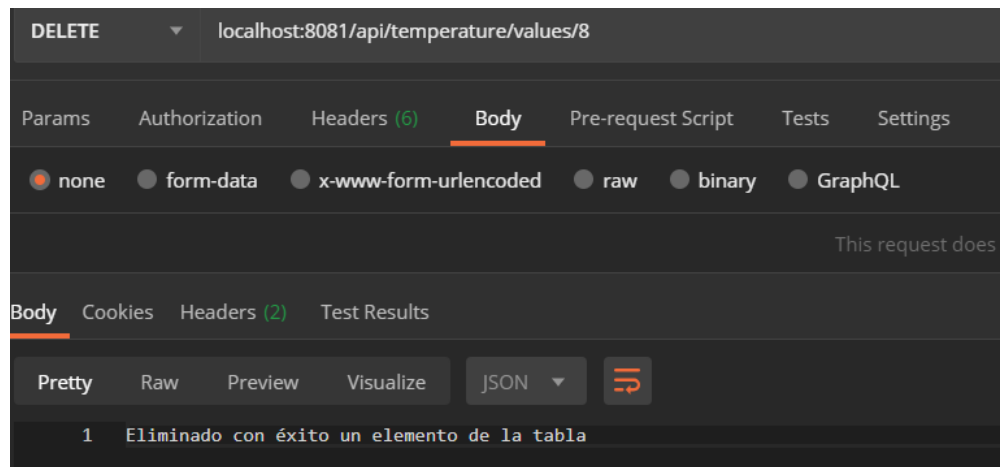 DELETE localhost:8081/api/temperature/values/8
Params Authorization Headers (6) Body Pre-request Script Tests Settings
none form-data x-www-form-urlencoded raw binary GraphQL
This request does
Body Cookies Headers (2) Test Results
Pretty Raw Preview Visualize JSON
1 Eliminado con éxito un elemento de la tabla